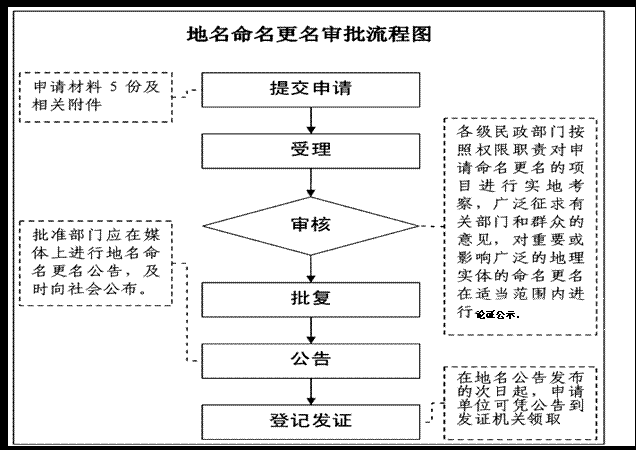 地名命名更名审批流程图
申请材料 5 份及
相关附件
提交申请
受理
各级民政部门按
照权限职责对申
请命名更名的项
目进行实地考
察，广泛征求有
关部门和群众的
意见，对重要或
影响广泛的地理
实体的命名更名
在适当范围内进
行论证公示.
审核
批准部门应在媒
体上进行地名命
名更名公告，及
时向社会公布。
批复
公告
在地名公告发布
的次日起，申请
单位可凭公告到
发证机关领取
登记发证